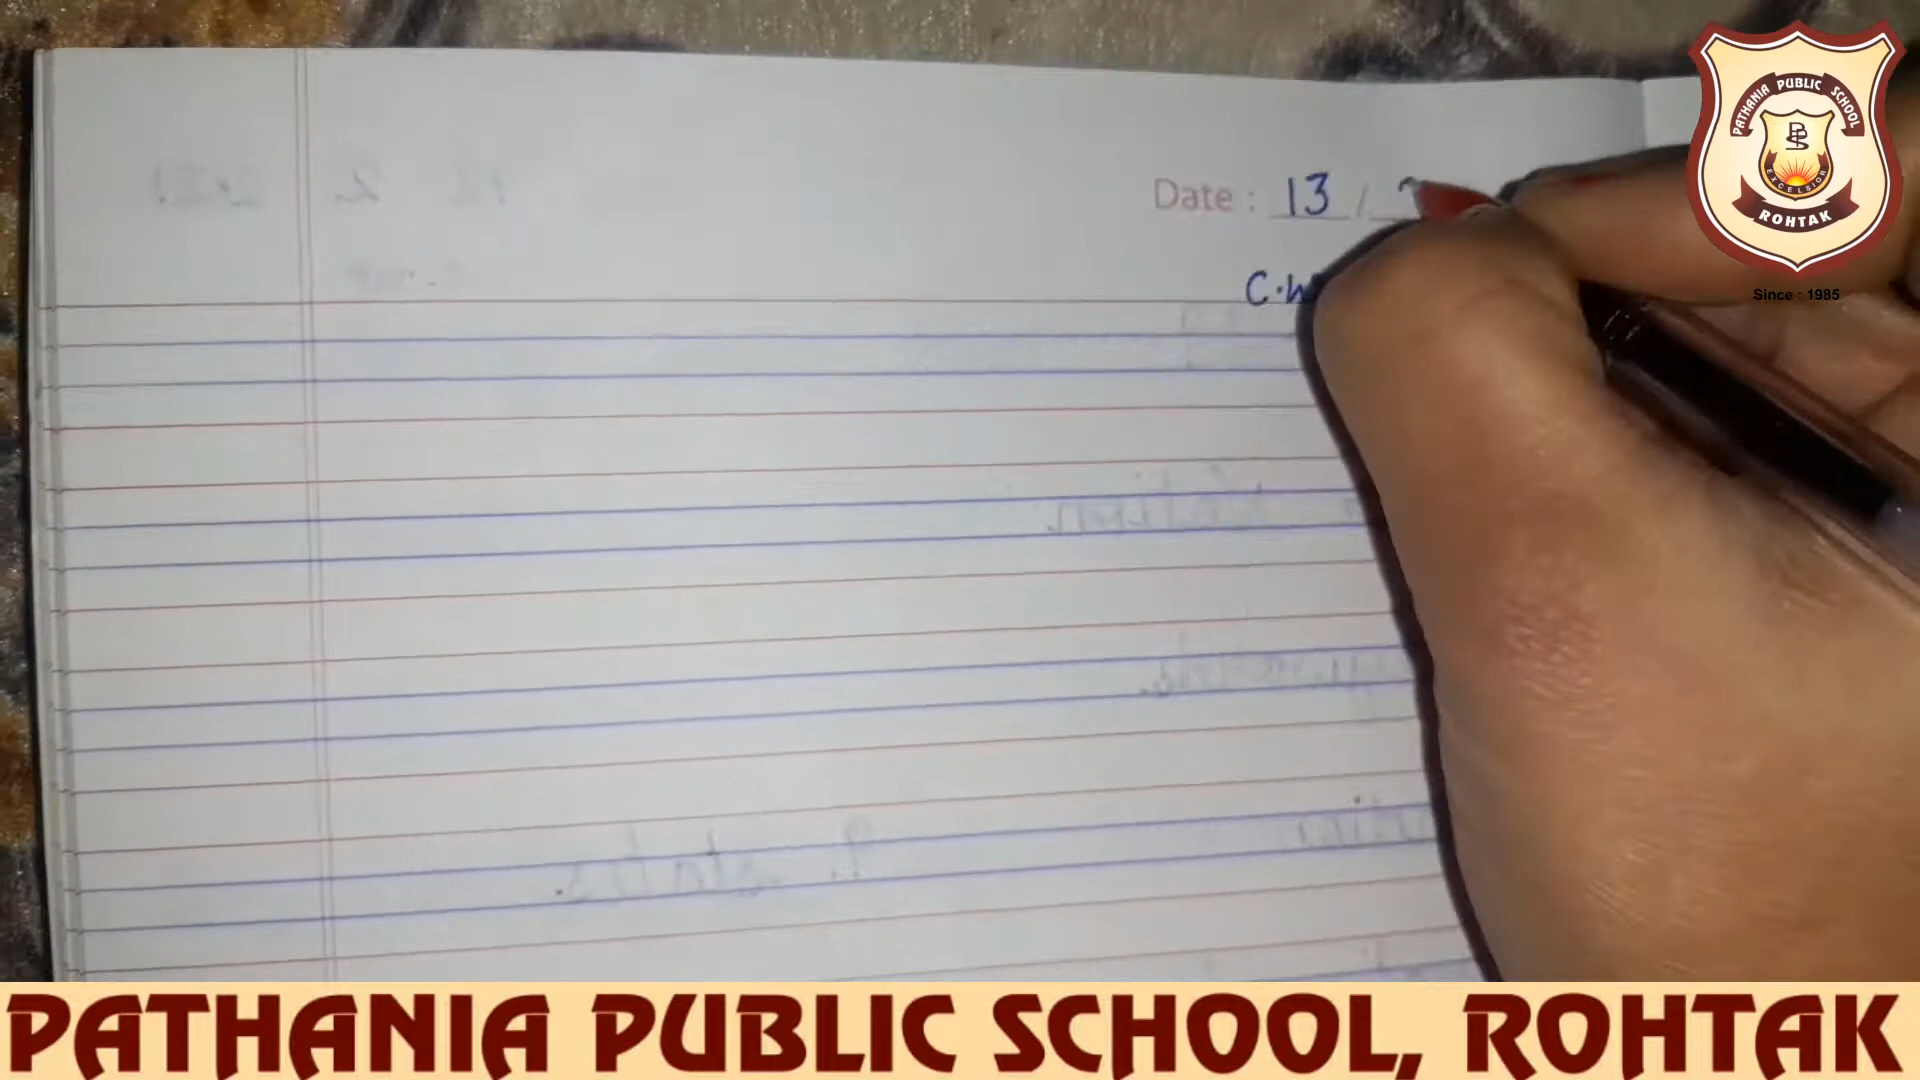 PATHANIA PUBLIC SCHOOL
EXCELSIOR
ROHTAK
Since : 1985
Date : 13 /
C.W
PATHANIA PUBLIC SCHOOL, ROHTAK